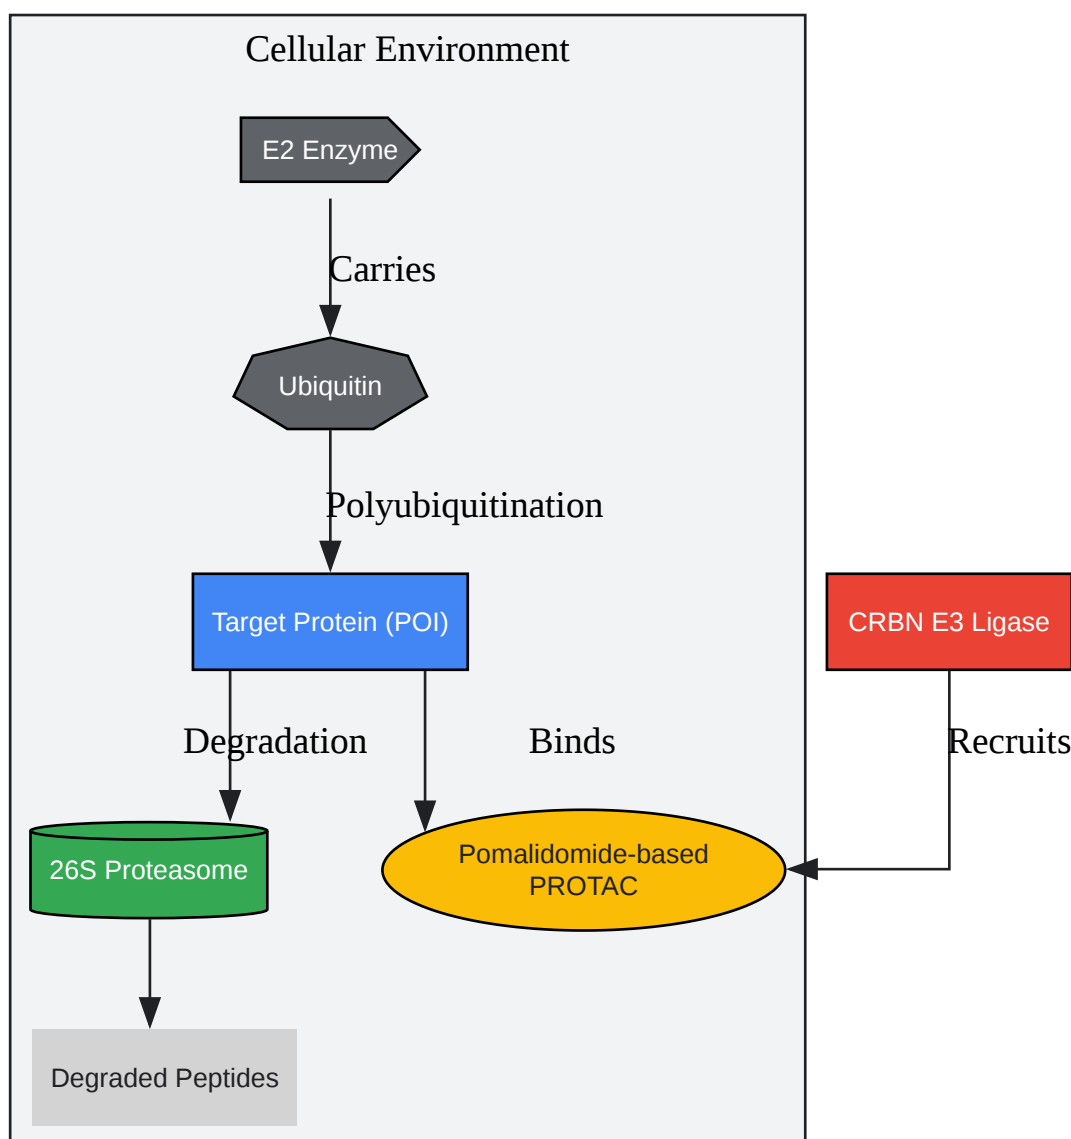 Cellular Environment
E2 Enzyme
Carries
Ubiquitin
Polyubiquitination
Target Protein (POI)
CRBN E3 Ligase
Degradation
Binds
Recruits
Pomalidomide-based
PROTAC
26S Proteasome
Degraded Peptides